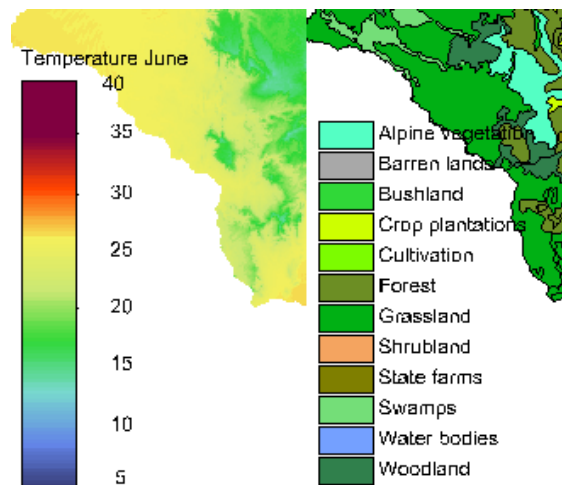 Temperature June
40
35
30
25
20
15
10
5
Alpine vegetation
Barren lands
Bushland
Crop plantations
Cultivation
Forest
Grassland
Shrubland
State farms
Swamps
Water bodies
Woodland